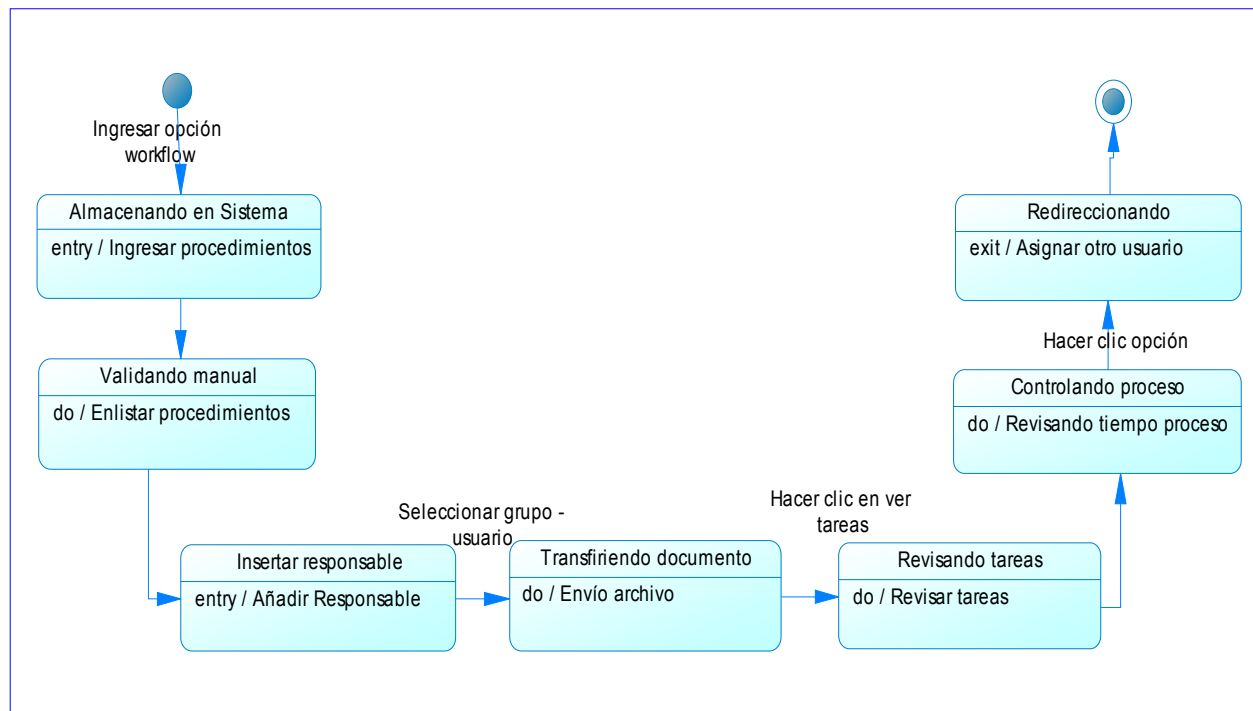 Ingresar opción
workflow
Almacenando en Sistema
entry / Ingresar procedimientos
Validando manual
do / Enlistar procedimientos
Insertar responsable
entry / Añadir Responsable
Seleccionar grupo -
usuario
Transfiriendo documento
do / Envío archivo
Hacer clic en ver
tareas
Revisando tareas
do / Revisar tareas
Controlando proceso
do / Revisando tiempo proceso
Hacer clic opción
Redireccionando
exit / Asignar otro usuario